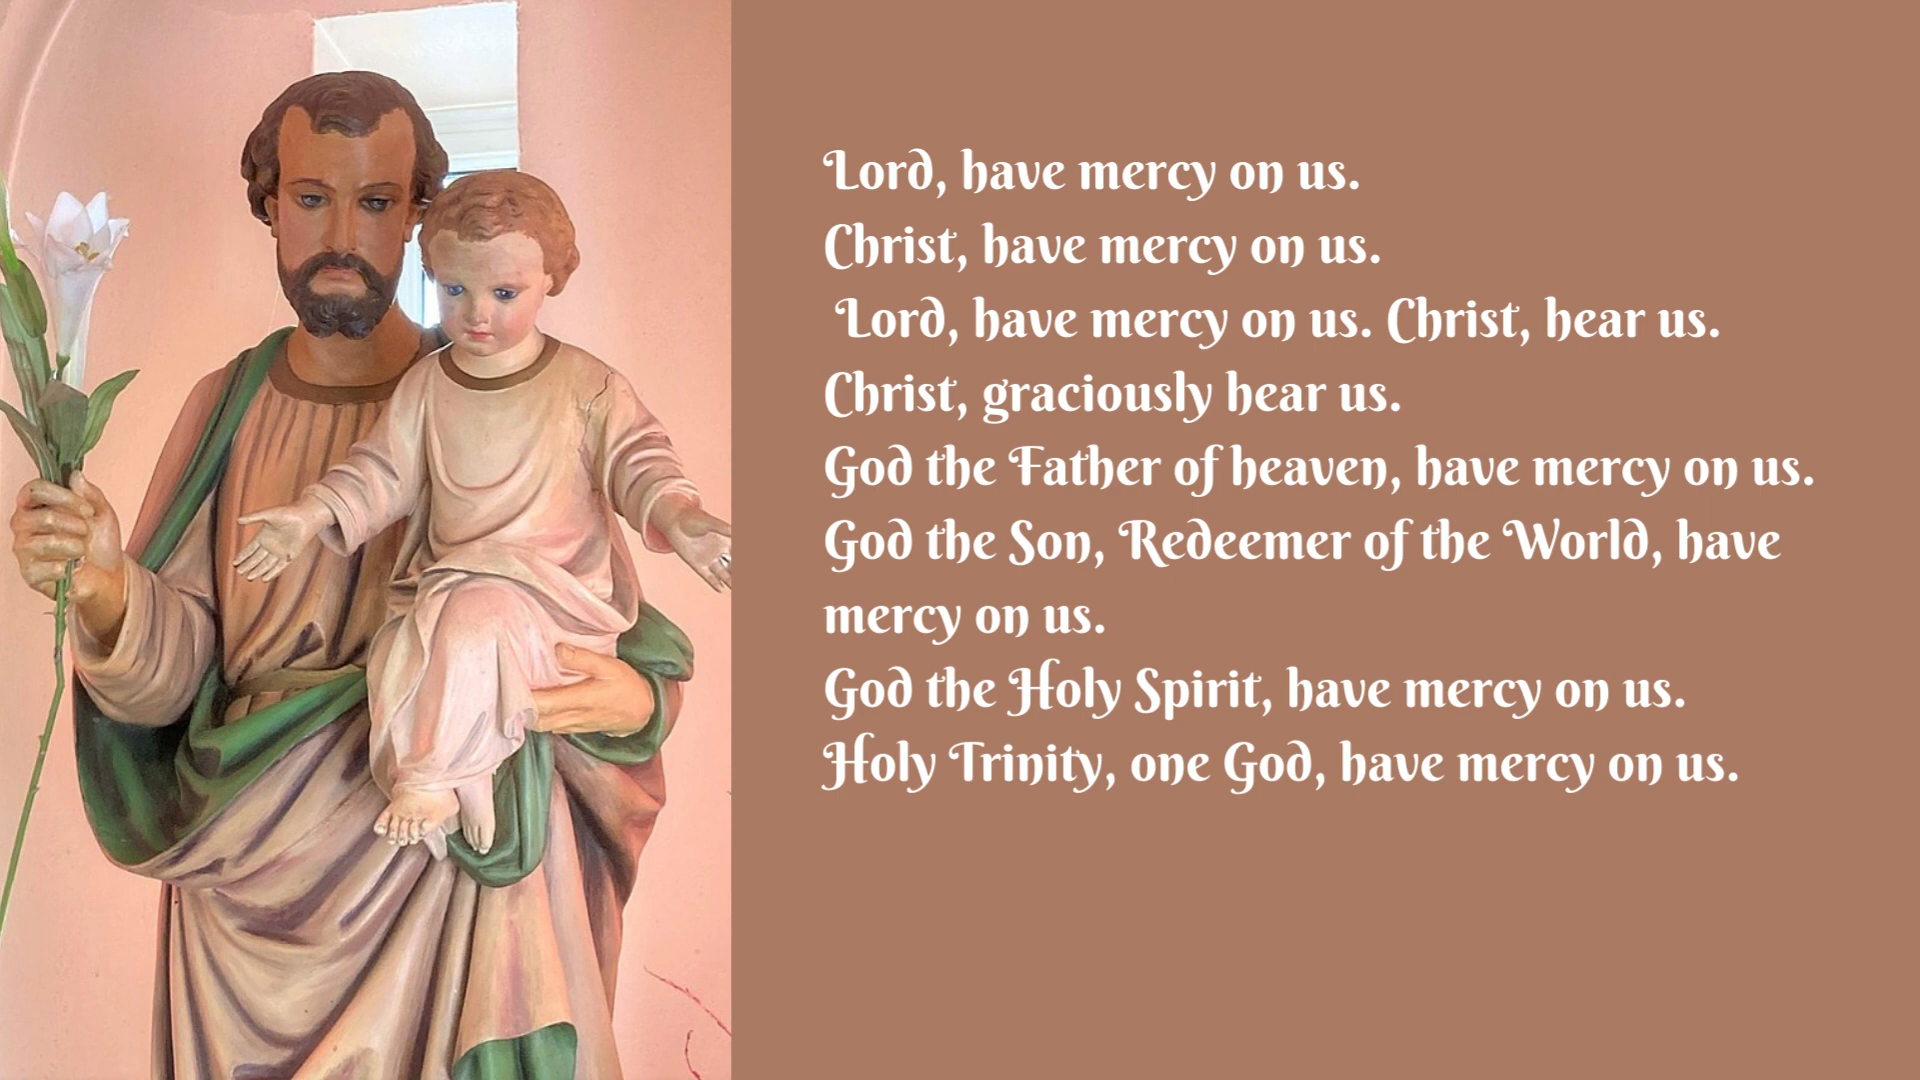 Lord, have mercy on us.
Christ, have mercy on us.
Lord, have mercy on us. Christ, hear us.
Christ, graciously hear us.
God the Father of heaven, have mercy on us.
God the Son, Redeemer of the World, have
mercy on us.
God the Holy Spirit, have mercy on us.
Holy Trinity, one God, have mercy on us.